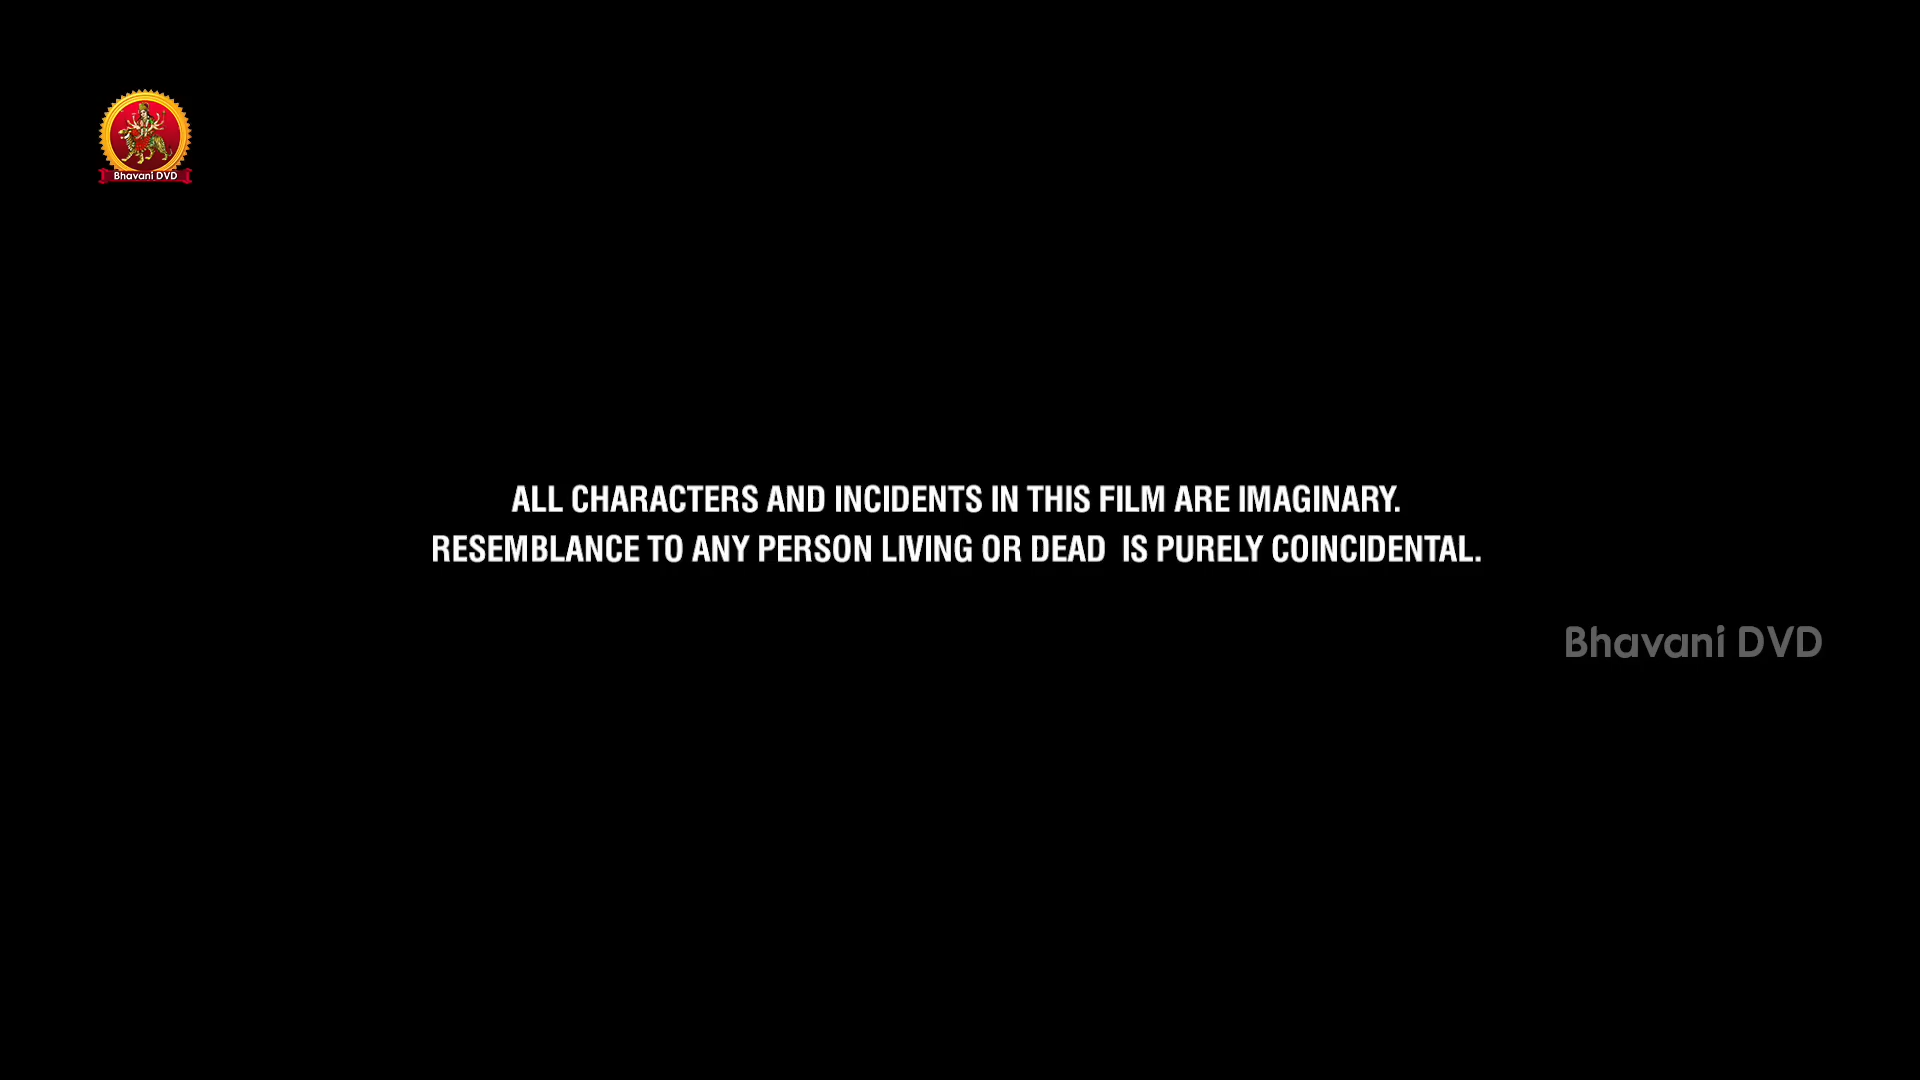 Bhavani DVD
ALL CHARACTERS AND INCIDENTS IN THIS FILM ARE IMAGINARY.
RESEMBLANCE TO ANY PERSON LIVING OR DEAD  IS PURELY COINCIDENTAL.
Bhavani DVD